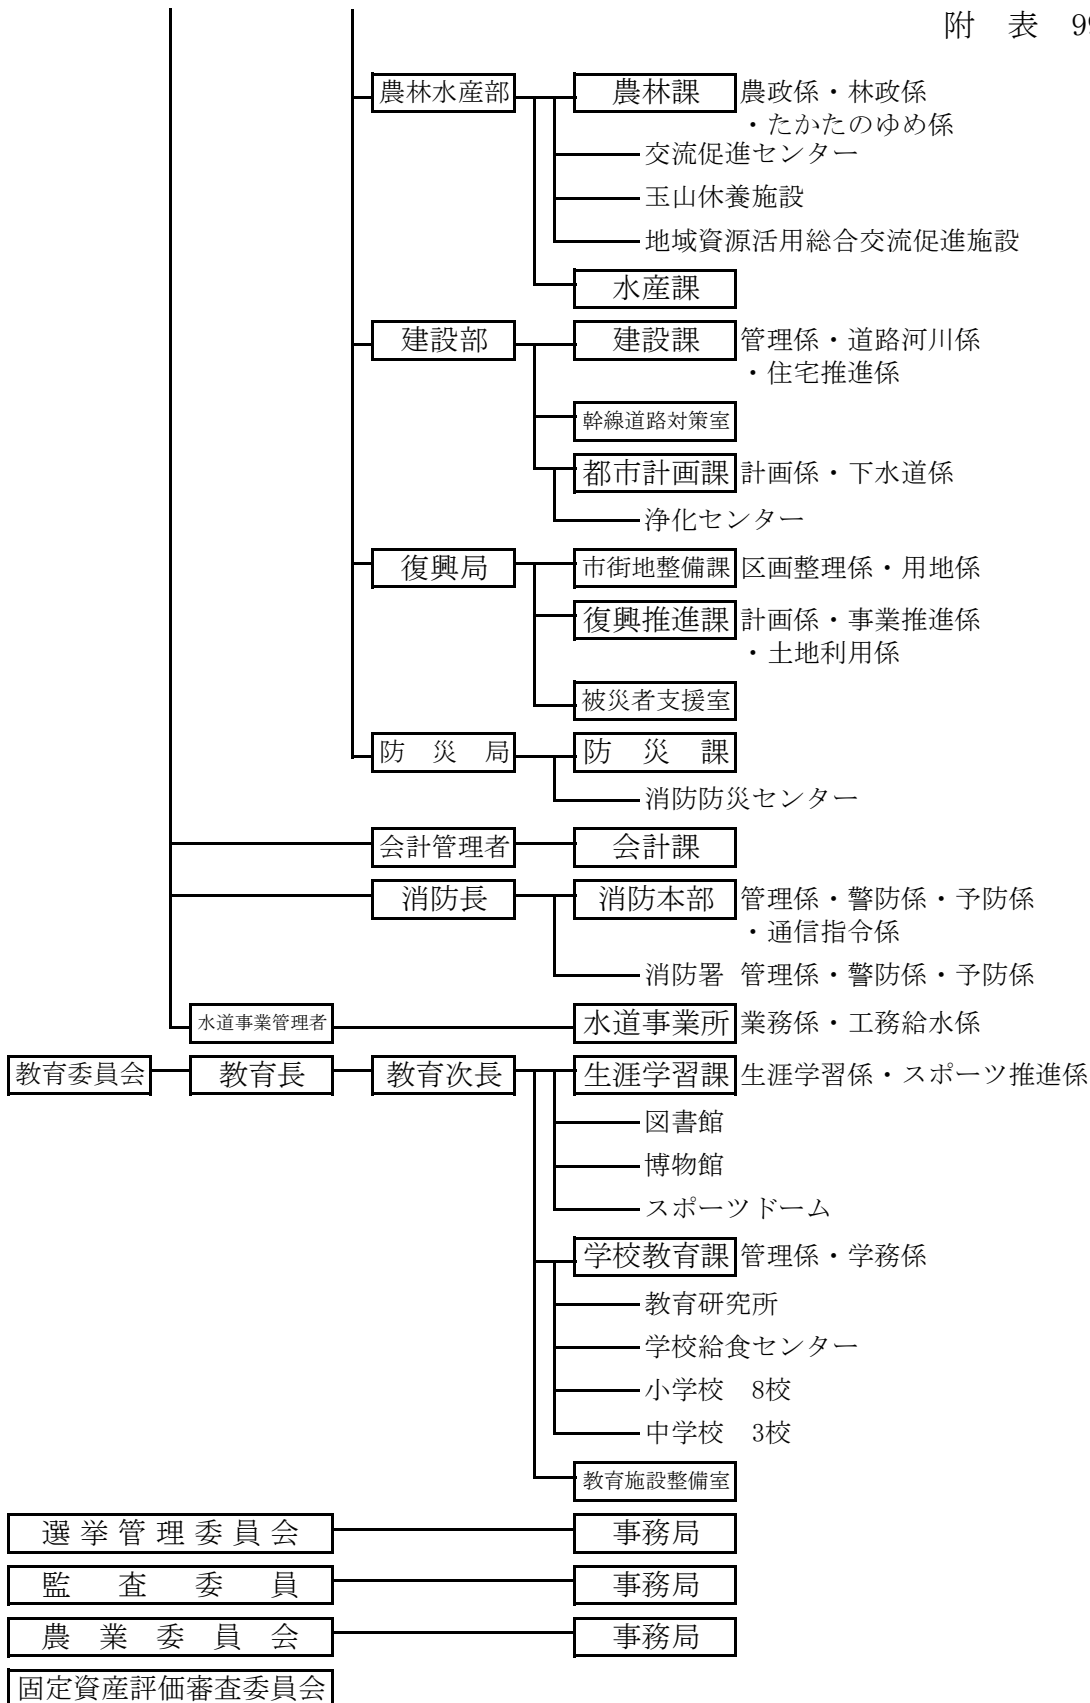 附　表　99
農林水産部 農林課 農政係・林政係
・たかたのゆめ係
交流促進センター
玉山休養施設
地域資源活用総合交流促進施設
水産課
建設部 建設課 管理係・道路河川係
・住宅推進係
幹線道路対策室
都市計画課 計画係・下水道係
浄化センター
復興局 市街地整備課 区画整理係・用地係
復興推進課 計画係・事業推進係
・土地利用係
被災者支援室
防　災　局 防　災　課
消防防災センター
会計管理者 会計課
消防長 消防本部 管理係・警防係・予防係
・通信指令係
消防署 管理係・警防係・予防係
水道事業管理者 水道事業所 業務係・工務給水係
教育委員会 教育長 教育次長 生涯学習課 生涯学習係・スポーツ推進係
図書館
博物館
スポーツドーム
学校教育課 管理係・学務係
教育研究所
学校給食センター
小学校　8校
中学校　3校
教育施設整備室
選挙管理委員会 事務局
監　査　委　員 事務局
農　業　委　員　会 事務局
固定資産評価審査委員会